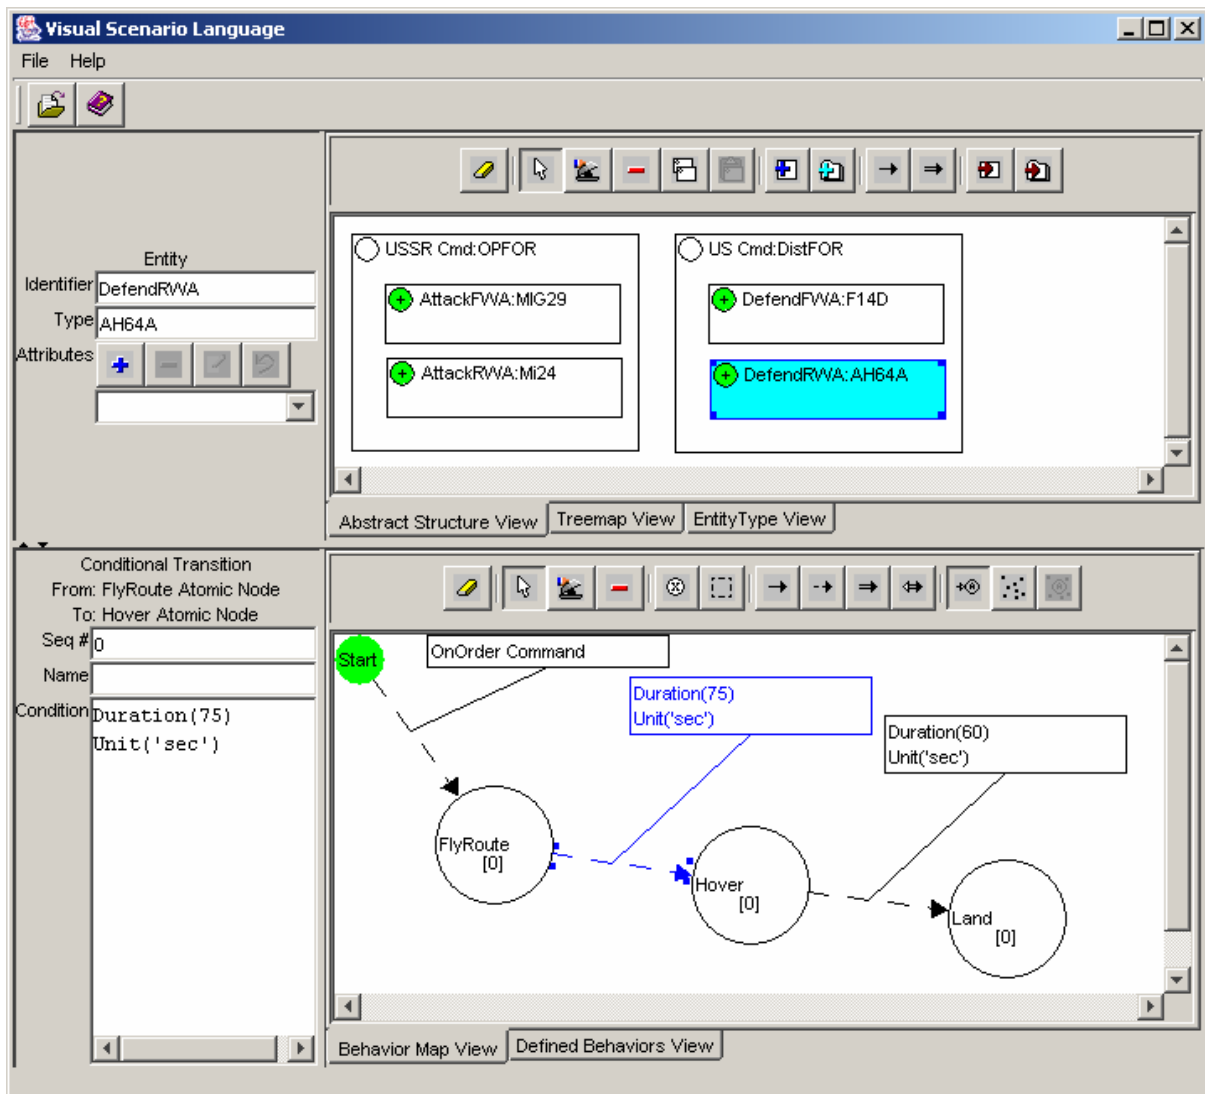 Visual Scenario Language
File Help
Entity
Identifier DefendRWA
Type AH64A
Attributes
USSR Cmd:OPFOR
AttackFWA:MIG29
AttackRWA:Mi24
US Cmd:DistFOR
DefendFWA:F14D
DefendRWA:AH64A
Abstract Structure View Treemap View EntityType View
Conditional Transition
From: FlyRoute Atomic Node
To: Hover Atomic Node
Seq # 0
Name
Condition Duration(75)
Unit('sec')
Start
OnOrder Command
Duration(75)
Unit('sec')
Duration(60)
Unit('sec')
FlyRoute
[0]
Hover
[0]
Land
[0]
Behavior Map View Defined Behaviors View